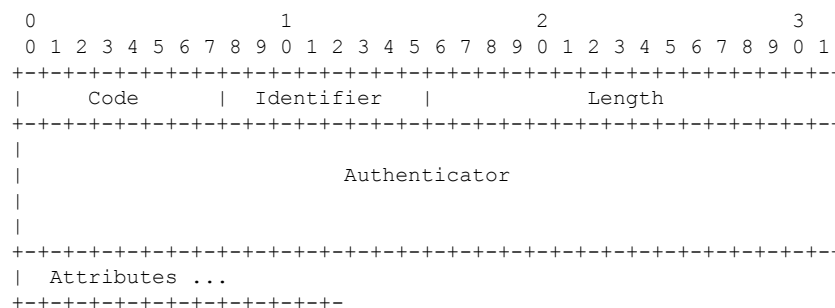 0                   1                   2                   3
0 1 2 3 4 5 6 7 8 9 0 1 2 3 4 5 6 7 8 9 0 1 2 3 4 5 6 7 8 9 0 1
+-+-+-+-+-+-+-+-+-+-+-+-+-+-+-+-+-+-+-+-+-+-+-+-+-+-+-+-+-+-+-+-
|     Code      |  Identifier   |            Length
+-+-+-+-+-+-+-+-+-+-+-+-+-+-+-+-+-+-+-+-+-+-+-+-+-+-+-+-+-+-+-+-
|
|                         Authenticator
|
|
+-+-+-+-+-+-+-+-+-+-+-+-+-+-+-+-+-+-+-+-+-+-+-+-+-+-+-+-+-+-+-+-
|  Attributes ...
+-+-+-+-+-+-+-+-+-+-+-+-+-